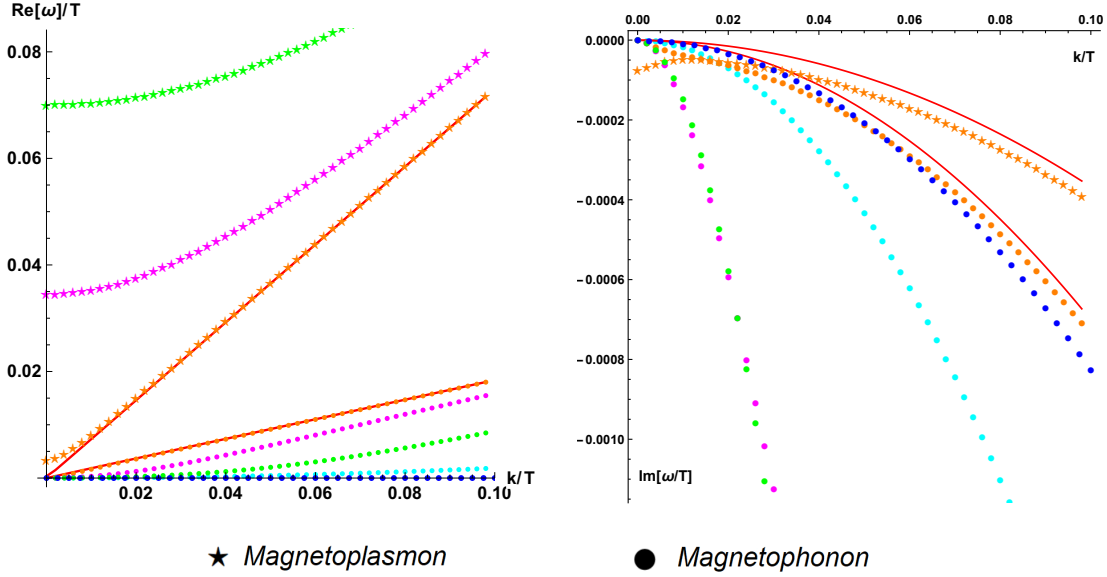 Re[ω]/T
0.08
0.06
0.04
0.02
0.02 0.04 0.06 0.08 0.10
k/T
0.00 0.02 0.04 0.06 0.08 0.10
k/T
0.0000
-0.0002
-0.0004
-0.0006
-0.0008
-0.0010
Im[ω/T]
★ Magnetoplasmon
● Magnetophonon